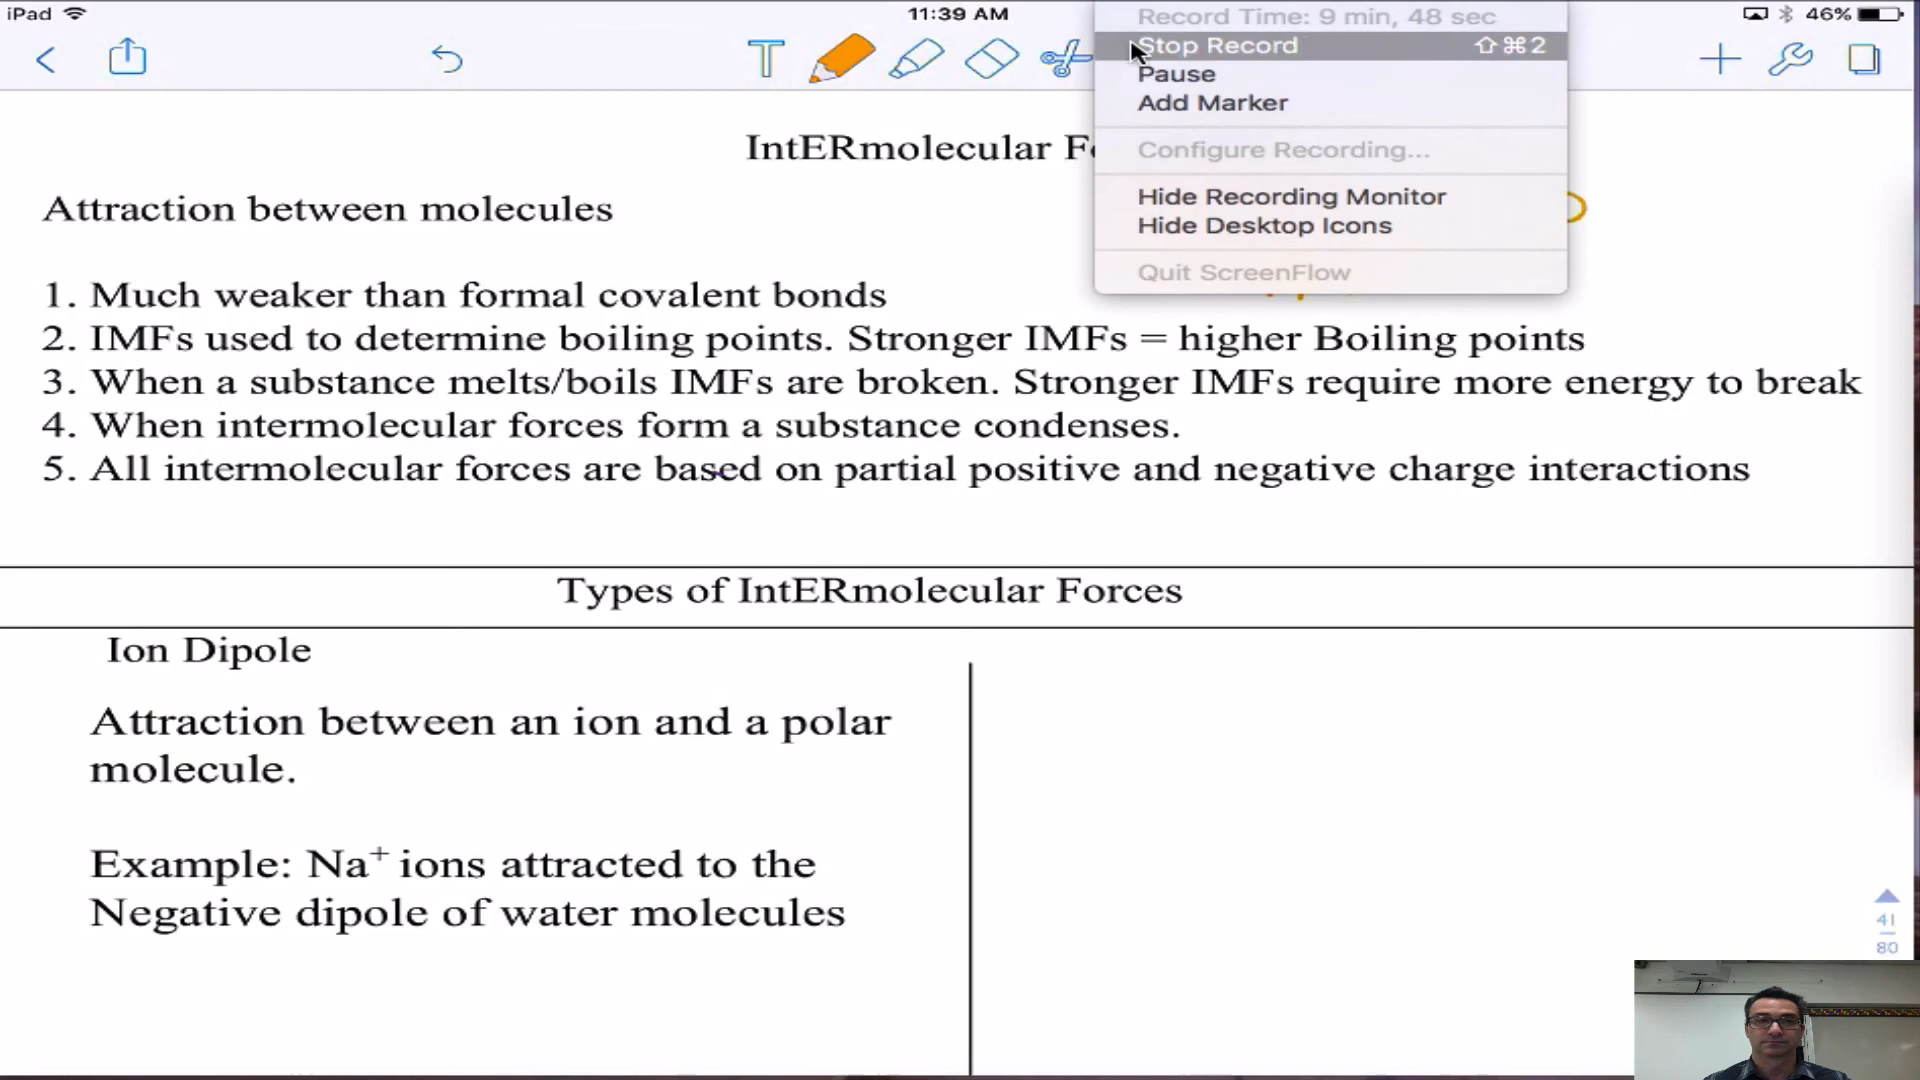 iPad
11:39 AM
46%
Record Time: 9 min, 48 sec
Stop Record ⇧⌘2
Pause
Add Marker
Configure Recording...
Hide Recording Monitor
Hide Desktop Icons
Quit ScreenFlow
T
IntERmolecular F
Attraction between molecules
1. Much weaker than formal covalent bonds
2. IMFs used to determine boiling points. Stronger IMFs = higher Boiling points
3. When a substance melts/boils IMFs are broken. Stronger IMFs require more energy to break
4. When intermolecular forces form a substance condenses.
5. All intermolecular forces are based on partial positive and negative charge interactions
Types of IntERmolecular Forces
Ion Dipole
Attraction between an ion and a polar
molecule.
Example: Na⁺ ions attracted to the
Negative dipole of water molecules
41
80